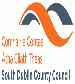 Comhairle Contae
Átha Cliath Theas
South Dublin County Council